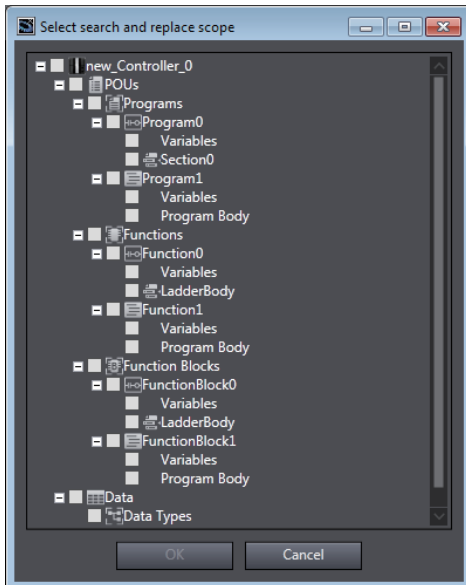 Select search and replace scope
new_Controller_0
POUs
Programs
Program0
Variables
Section0
Program1
Variables
Program Body
Functions
Function0
Variables
LadderBody
Function1
Variables
Program Body
Function Blocks
FunctionBlock0
Variables
LadderBody
FunctionBlock1
Variables
Program Body
Data
Data Types
OK
Cancel